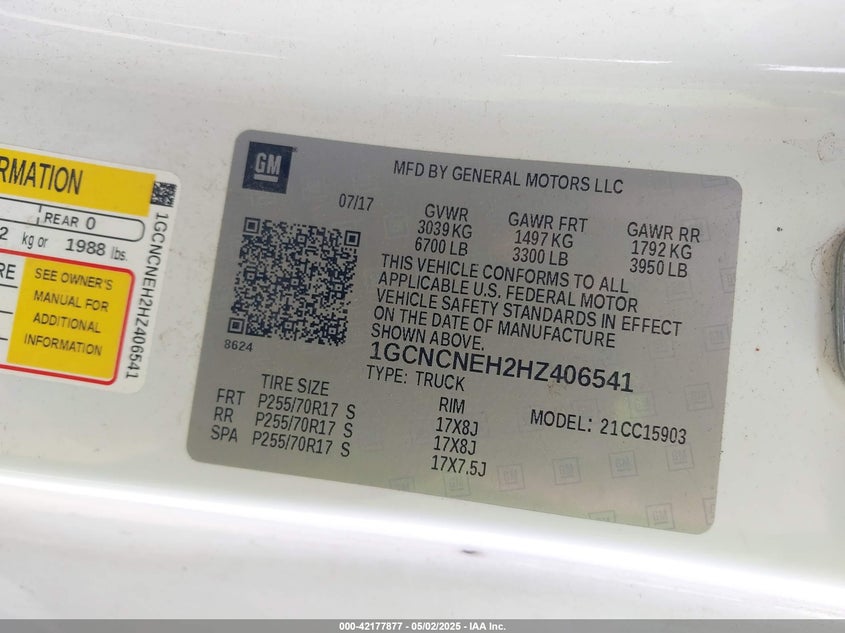 RMATION
REAR 0
2 kg or 1988 lbs.
RE
SEE OWNER'S
MANUAL FOR
ADDITIONAL
INFORMATION
1GCNCNEH2HZ406541
GM
MFD BY GENERAL MOTORS LLC
07/17
GVWR GAWR FRT GAWR RR
3039 KG 1497 KG 1792 KG
6700 LB 3300 LB 3950 LB
THIS VEHICLE CONFORMS TO ALL
APPLICABLE U.S. FEDERAL MOTOR
VEHICLE SAFETY STANDARDS IN EFFECT
ON THE DATE OF MANUFACTURE
SHOWN ABOVE.
8624
1GCNCNEH2HZ406541
TYPE: TRUCK
TIRE SIZE RIM
FRT P255/70R17 S 17X8J
RR P255/70R17 S 17X8J
SPA P255/70R17 S 17X7.5J
MODEL: 21CC15903
000-42177877 - 05/02/2025 - IAA Inc.